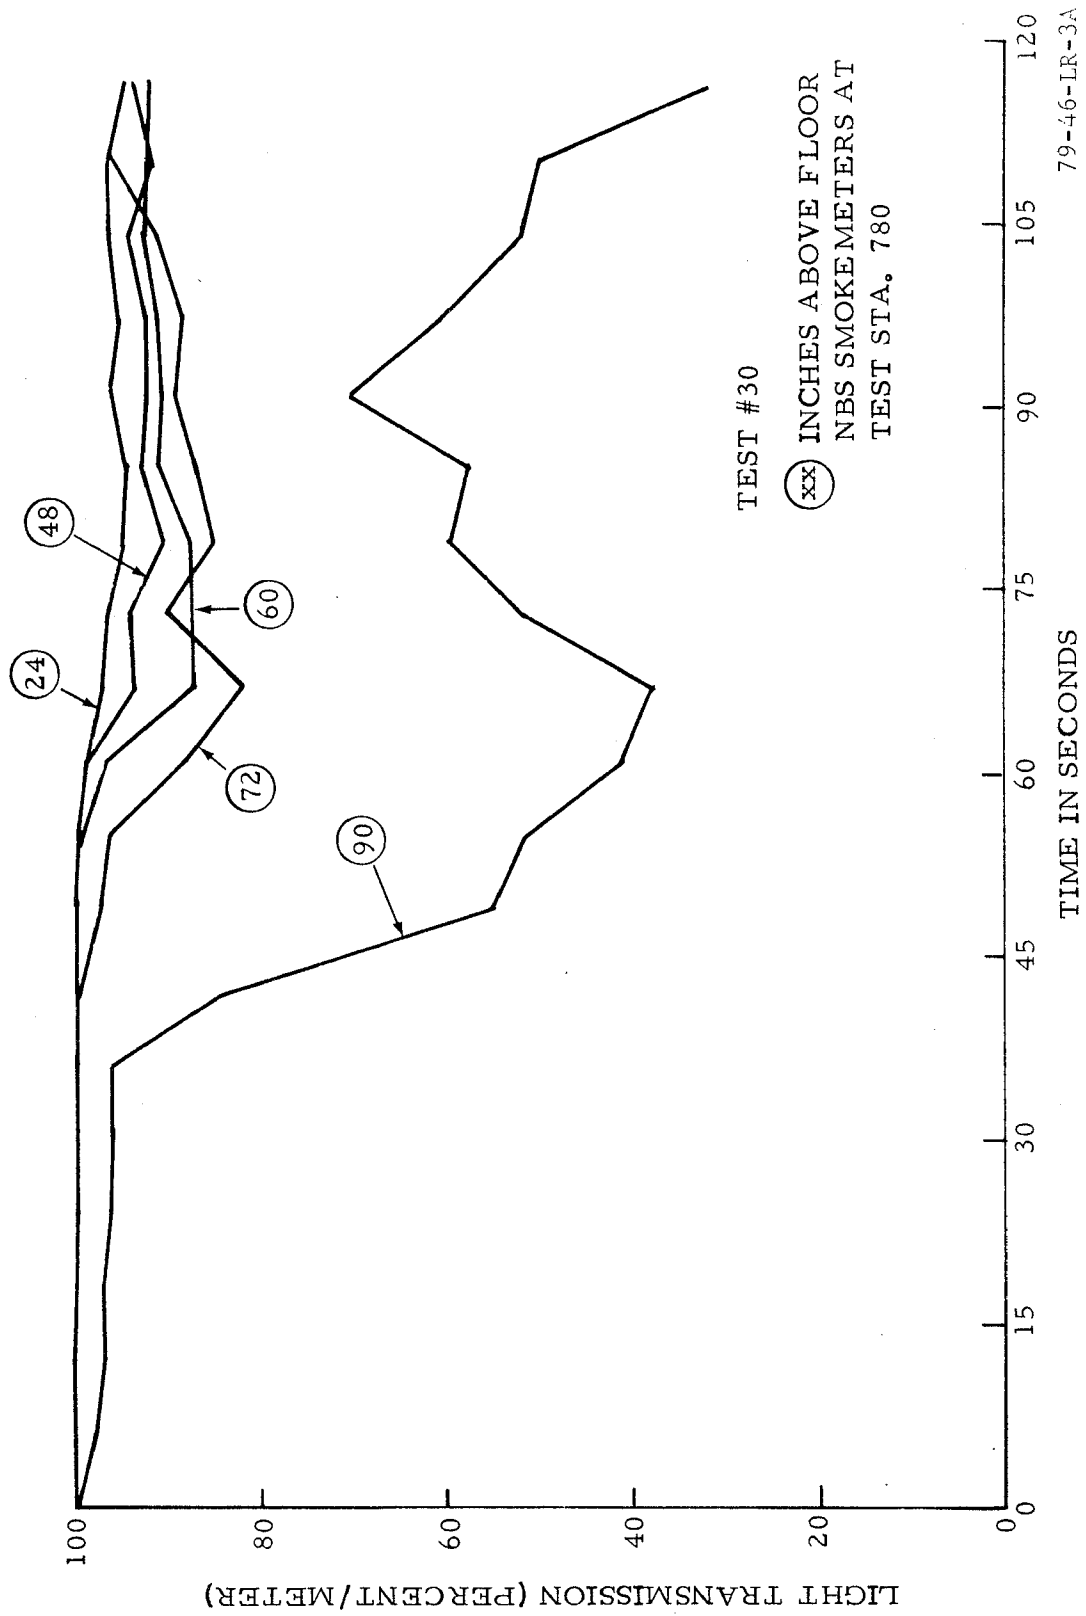 LIGHT TRANSMISSION (PERCENT/METER)
100
80
60
40
20
0
24
48
60
72
90
TEST #30
xx INCHES ABOVE FLOOR
NBS SMOKEMETERS AT
TEST STA. 780
0
15
30
45
60
75
90
105
120
TIME IN SECONDS
79-46-LR-3A